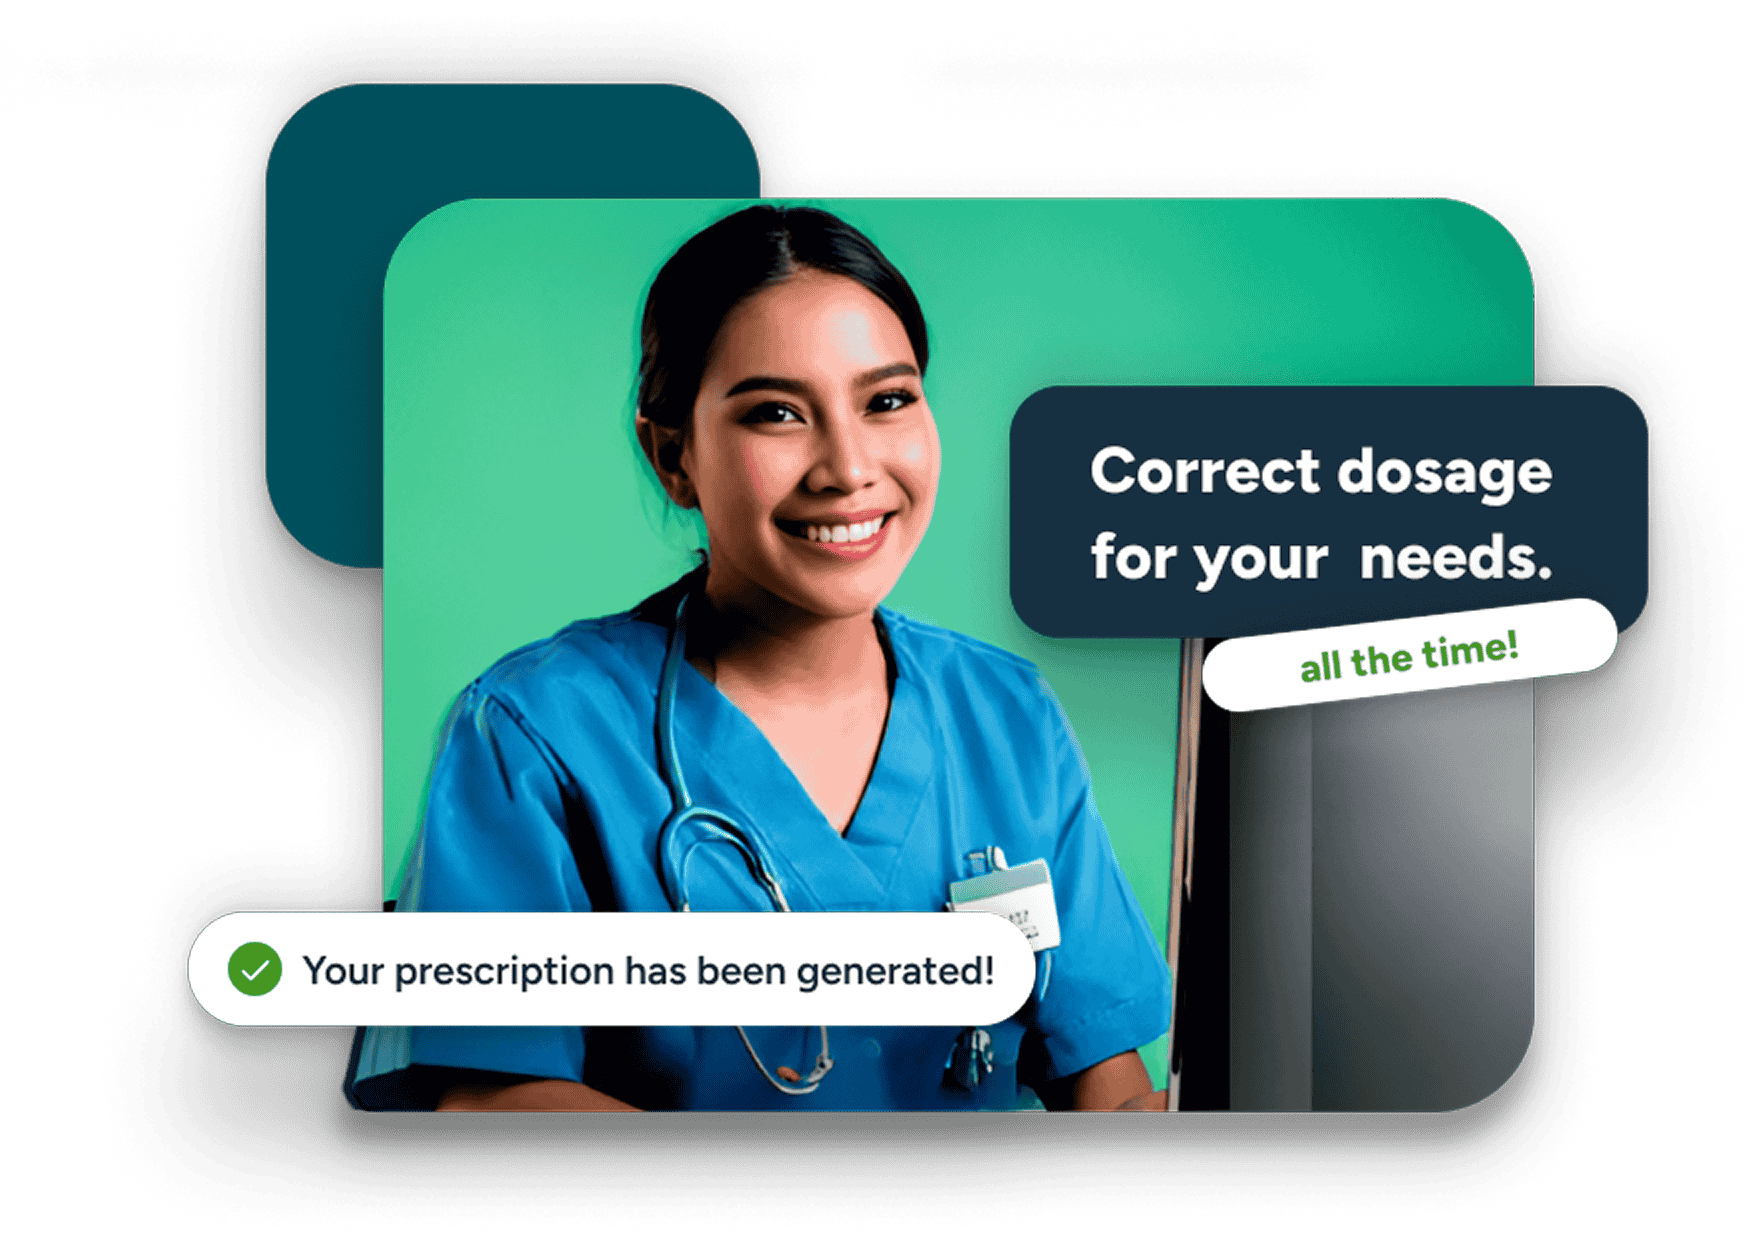 Correct dosage
for your  needs.
all the time!
Your prescription has been generated!